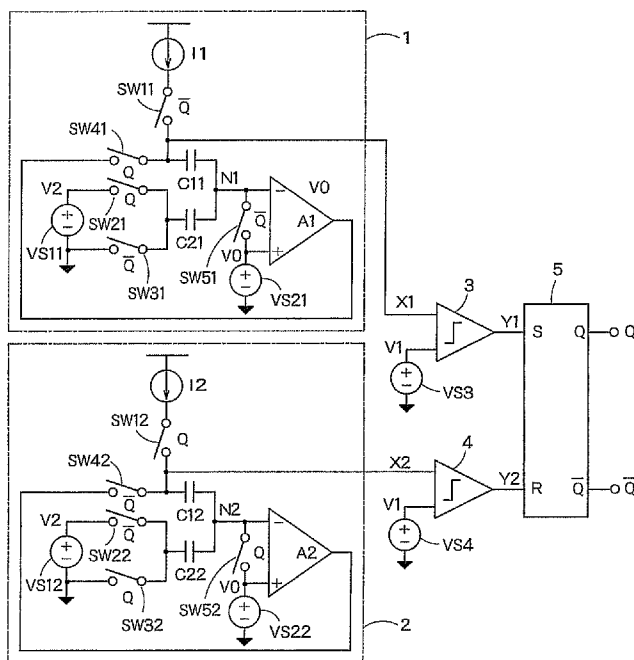 1
I1
SW11
Q̅
SW41
Q
C11
N1
V0
V2
Q
SW21
C21
Q̅
A1
VS11
Q̅
SW31
SW51
V0
VS21
X1
3
Y1
V1
VS3
5
S
Q
Q
R
Q̅
Q̅
I2
SW12
Q
SW42
Q̅
C12
N2
X2
4
Y2
V1
VS4
V2
Q̅
SW22
C22
Q
A2
VS12
Q
SW32
SW52
V0
VS22
2